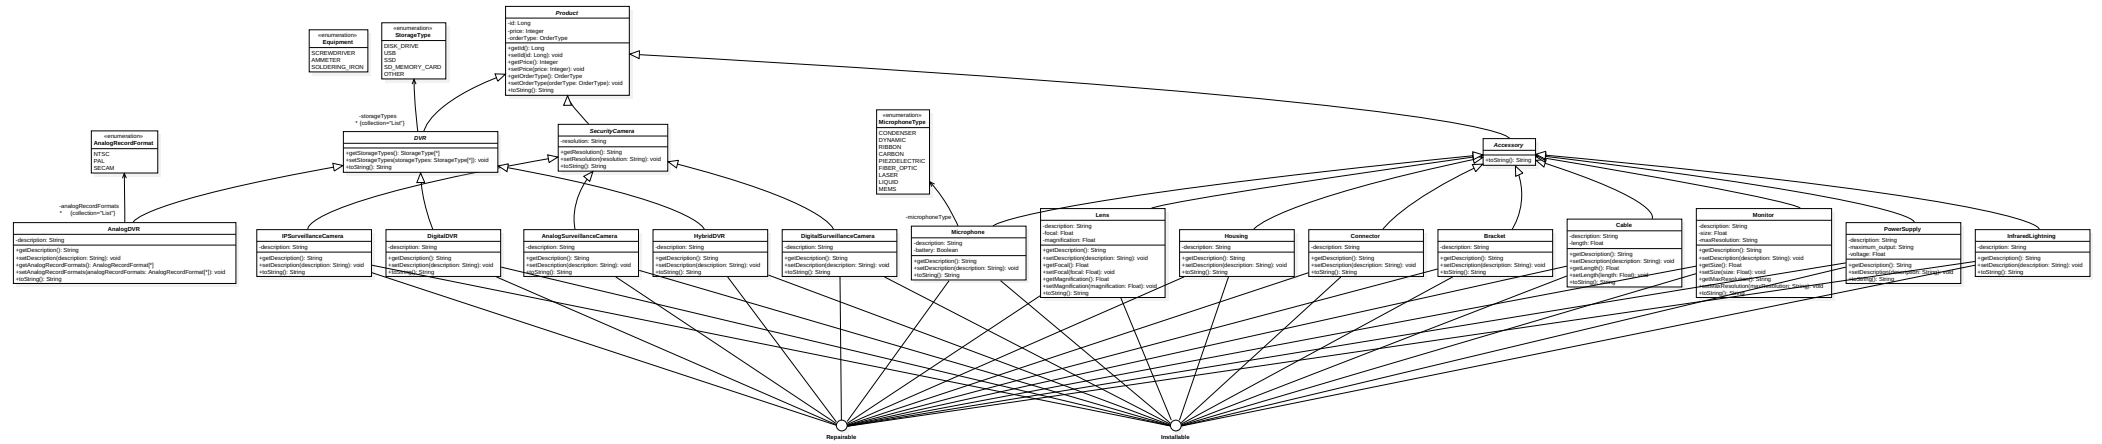 Product
-id: Long
-price: Integer
-orderType: OrderType
+getId(): Long
+setId(id: Long): void
+getPrice(): Integer
+setPrice(price: Integer): void
+getOrderType(): OrderType
+setOrderType(orderType: OrderType): void
+toString(): String
«enumeration»
StorageType
DISK_DRIVE
USB
SSD
SD_MEMORY_CARD
OTHER
«enumeration»
Equipment
SCREWDRIVER
AMMETER
SOLDERING_IRON
-storageTypes
* {collection="List"}
«enumeration»
MicrophoneType
CONDENSER
DYNAMIC
RIBBON
CARBON
PIEZOELECTRIC
FIBER_OPTIC
LASER
LIQUID
MEMS
«enumeration»
AnalogRecordFormat
NTSC
PAL
SECAM
DVR
+getStorageTypes(): StorageType[*]
+setStorageTypes(storageTypes: StorageType[*]): void
+toString(): String
SecurityCamera
-resolution: String
+getResolution(): String
+setResolution(resolution: String): void
+toString(): String
Accessory
+toString(): String
-analogRecordFormats
* {collection="List"}
-microphoneType
AnalogDVR
-description: String
+getDescription(): String
+setDescription(description: String): void
+getAnalogRecordFormats(): AnalogRecordFormat[*]
+setAnalogRecordFormats(analogRecordFormats: AnalogRecordFormat[*]): void
+toString(): String
IPSurveillanceCamera
-description: String
+getDescription(): String
+setDescription(description: String): void
+toString(): String
DigitalDVR
-description: String
+getDescription(): String
+setDescription(description: String): void
+toString(): String
AnalogSurveillanceCamera
-description: String
+getDescription(): String
+setDescription(description: String): void
+toString(): String
HybridDVR
-description: String
+getDescription(): String
+setDescription(description: String): void
+toString(): String
DigitalSurveillanceCamera
-description: String
+getDescription(): String
+setDescription(description: String): void
+toString(): String
Microphone
-description: String
-battery: Boolean
+getDescription(): String
+setDescription(description: String): void
+toString(): String
Lens
-description: String
-focal: Float
-magnification: Float
+getDescription(): String
+setDescription(description: String): void
+getFocal(): Float
+setFocal(focal: Float): void
+getMagnification(): Float
+setMagnification(magnification: Float): void
+toString(): String
Housing
-description: String
+getDescription(): String
+setDescription(description: String): void
+toString(): String
Connector
-description: String
+getDescription(): String
+setDescription(description: String): void
+toString(): String
Bracket
-description: String
+getDescription(): String
+setDescription(description: String): void
+toString(): String
Cable
-description: String
-length: Float
+getDescription(): String
+setDescription(description: String): void
+getLength(): Float
+setLength(length: Float): void
+toString(): String
Monitor
-description: String
-size: Float
-maxResolution: String
+getDescription(): String
+setDescription(description: String): void
+getSize(): Float
+setSize(size: Float): void
+getMaxResolution(): String
+setMaxResolution(maxResolution: String): void
+toString(): String
PowerSupply
-description: String
-maximum_output: String
-voltage: Float
+getDescription(): String
+setDescription(description: String): void
+toString(): String
InfraredLightning
-description: String
+getDescription(): String
+setDescription(description: String): void
+toString(): String
Repairable
Installable